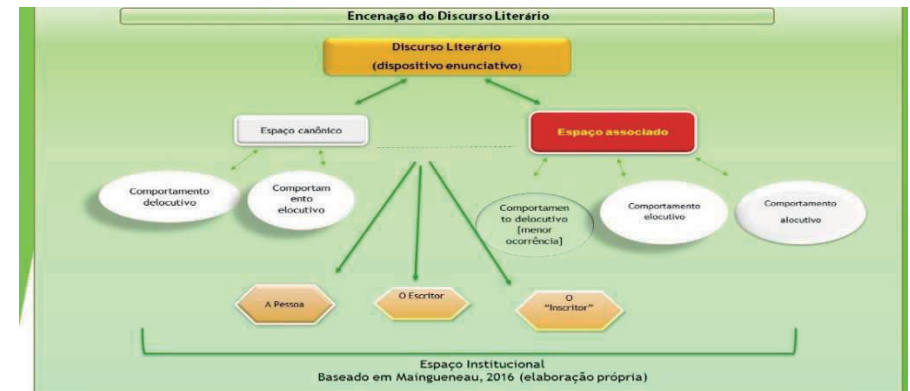 Encenação do Discurso Literário
Discurso Literário
(dispositivo enunciativo)
Espaço canônico
Espaço associado
Comportamento
delocutivo
Comportam
ento
elocutivo
Comportamen
to delocutivo
[menor
ocorrência]
Comportamento
elocutivo
Comportamento
alocutivo
A Pessoa
O Escritor
O
"Inscritor"
Espaço Institucional
Baseado em Maingueneau, 2016 (elaboração própria)